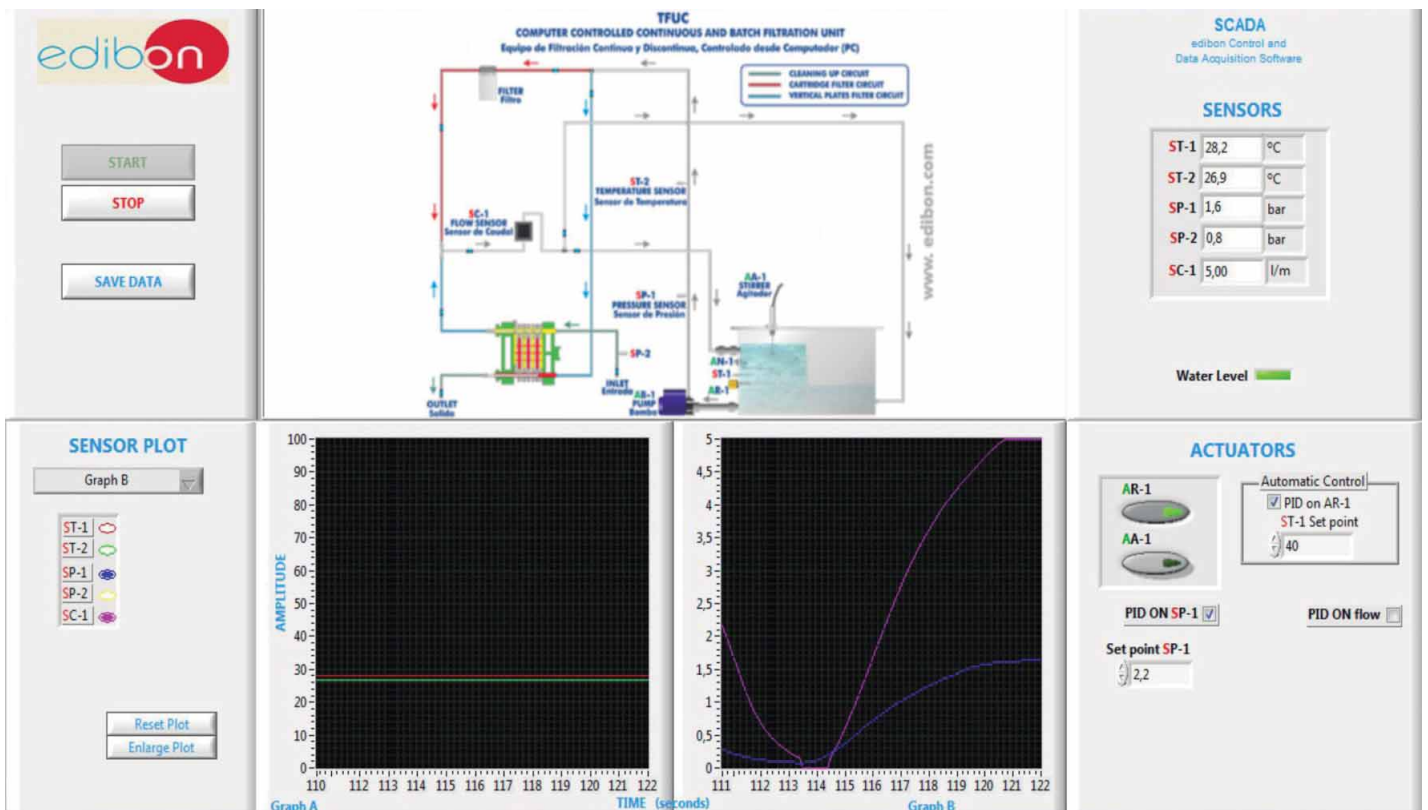 edibon
START
STOP
SAVE DATA
TFUC
COMPUTER CONTROLLED CONTINUOUS AND BATCH FILTRATION UNIT
Equipo de Filtración Continuo y Discontinuo, Controlado desde Computador (PC)
CLEANING UP CIRCUIT
CARTRIDGE FILTER CIRCUIT
VERTICAL PLATES FILTER CIRCUIT
FILTER
Filtro
ST-2
TEMPERATURE SENSOR
Sensor de Temperatura
SC-1
FLOW SENSOR
Sensor de Caudal
AA-1
STIRRER
Agitador
SP-1
PRESSURE SENSOR
Sensor de Presión
SP-2
INLET
Entrada
OUTLET
Salida
AN-1
ST-1
AR-1
AB-1
PUMP
Bomba
www. edibon.com
SCADA
edibon Control and
Data Acquisition Software
SENSORS
ST-1 28,2 ºC
ST-2 26,9 ºC
SP-1 1,6 bar
SP-2 0,8 bar
SC-1 5,00 l/m
Water Level
SENSOR PLOT
Graph B
ST-1
ST-2
SP-1
SP-2
SC-1
Reset Plot
Enlarge Plot
AMPLITUDE
100
90
80
70
60
50
40
30
20
10
0
110 112 113 114 115 116 117 118 119 120 121 122
Graph A
TIME (seconds)
5
4,5
4
3,5
3
2,5
2
1,5
1
0,5
0
111 112 113 114 115 116 117 118 119 120 121 122
Graph B
ACTUATORS
AR-1
AA-1
Automatic Control
PID on AR-1
ST-1 Set point
40
PID ON SP-1
PID ON flow
Set point SP-1
2,2